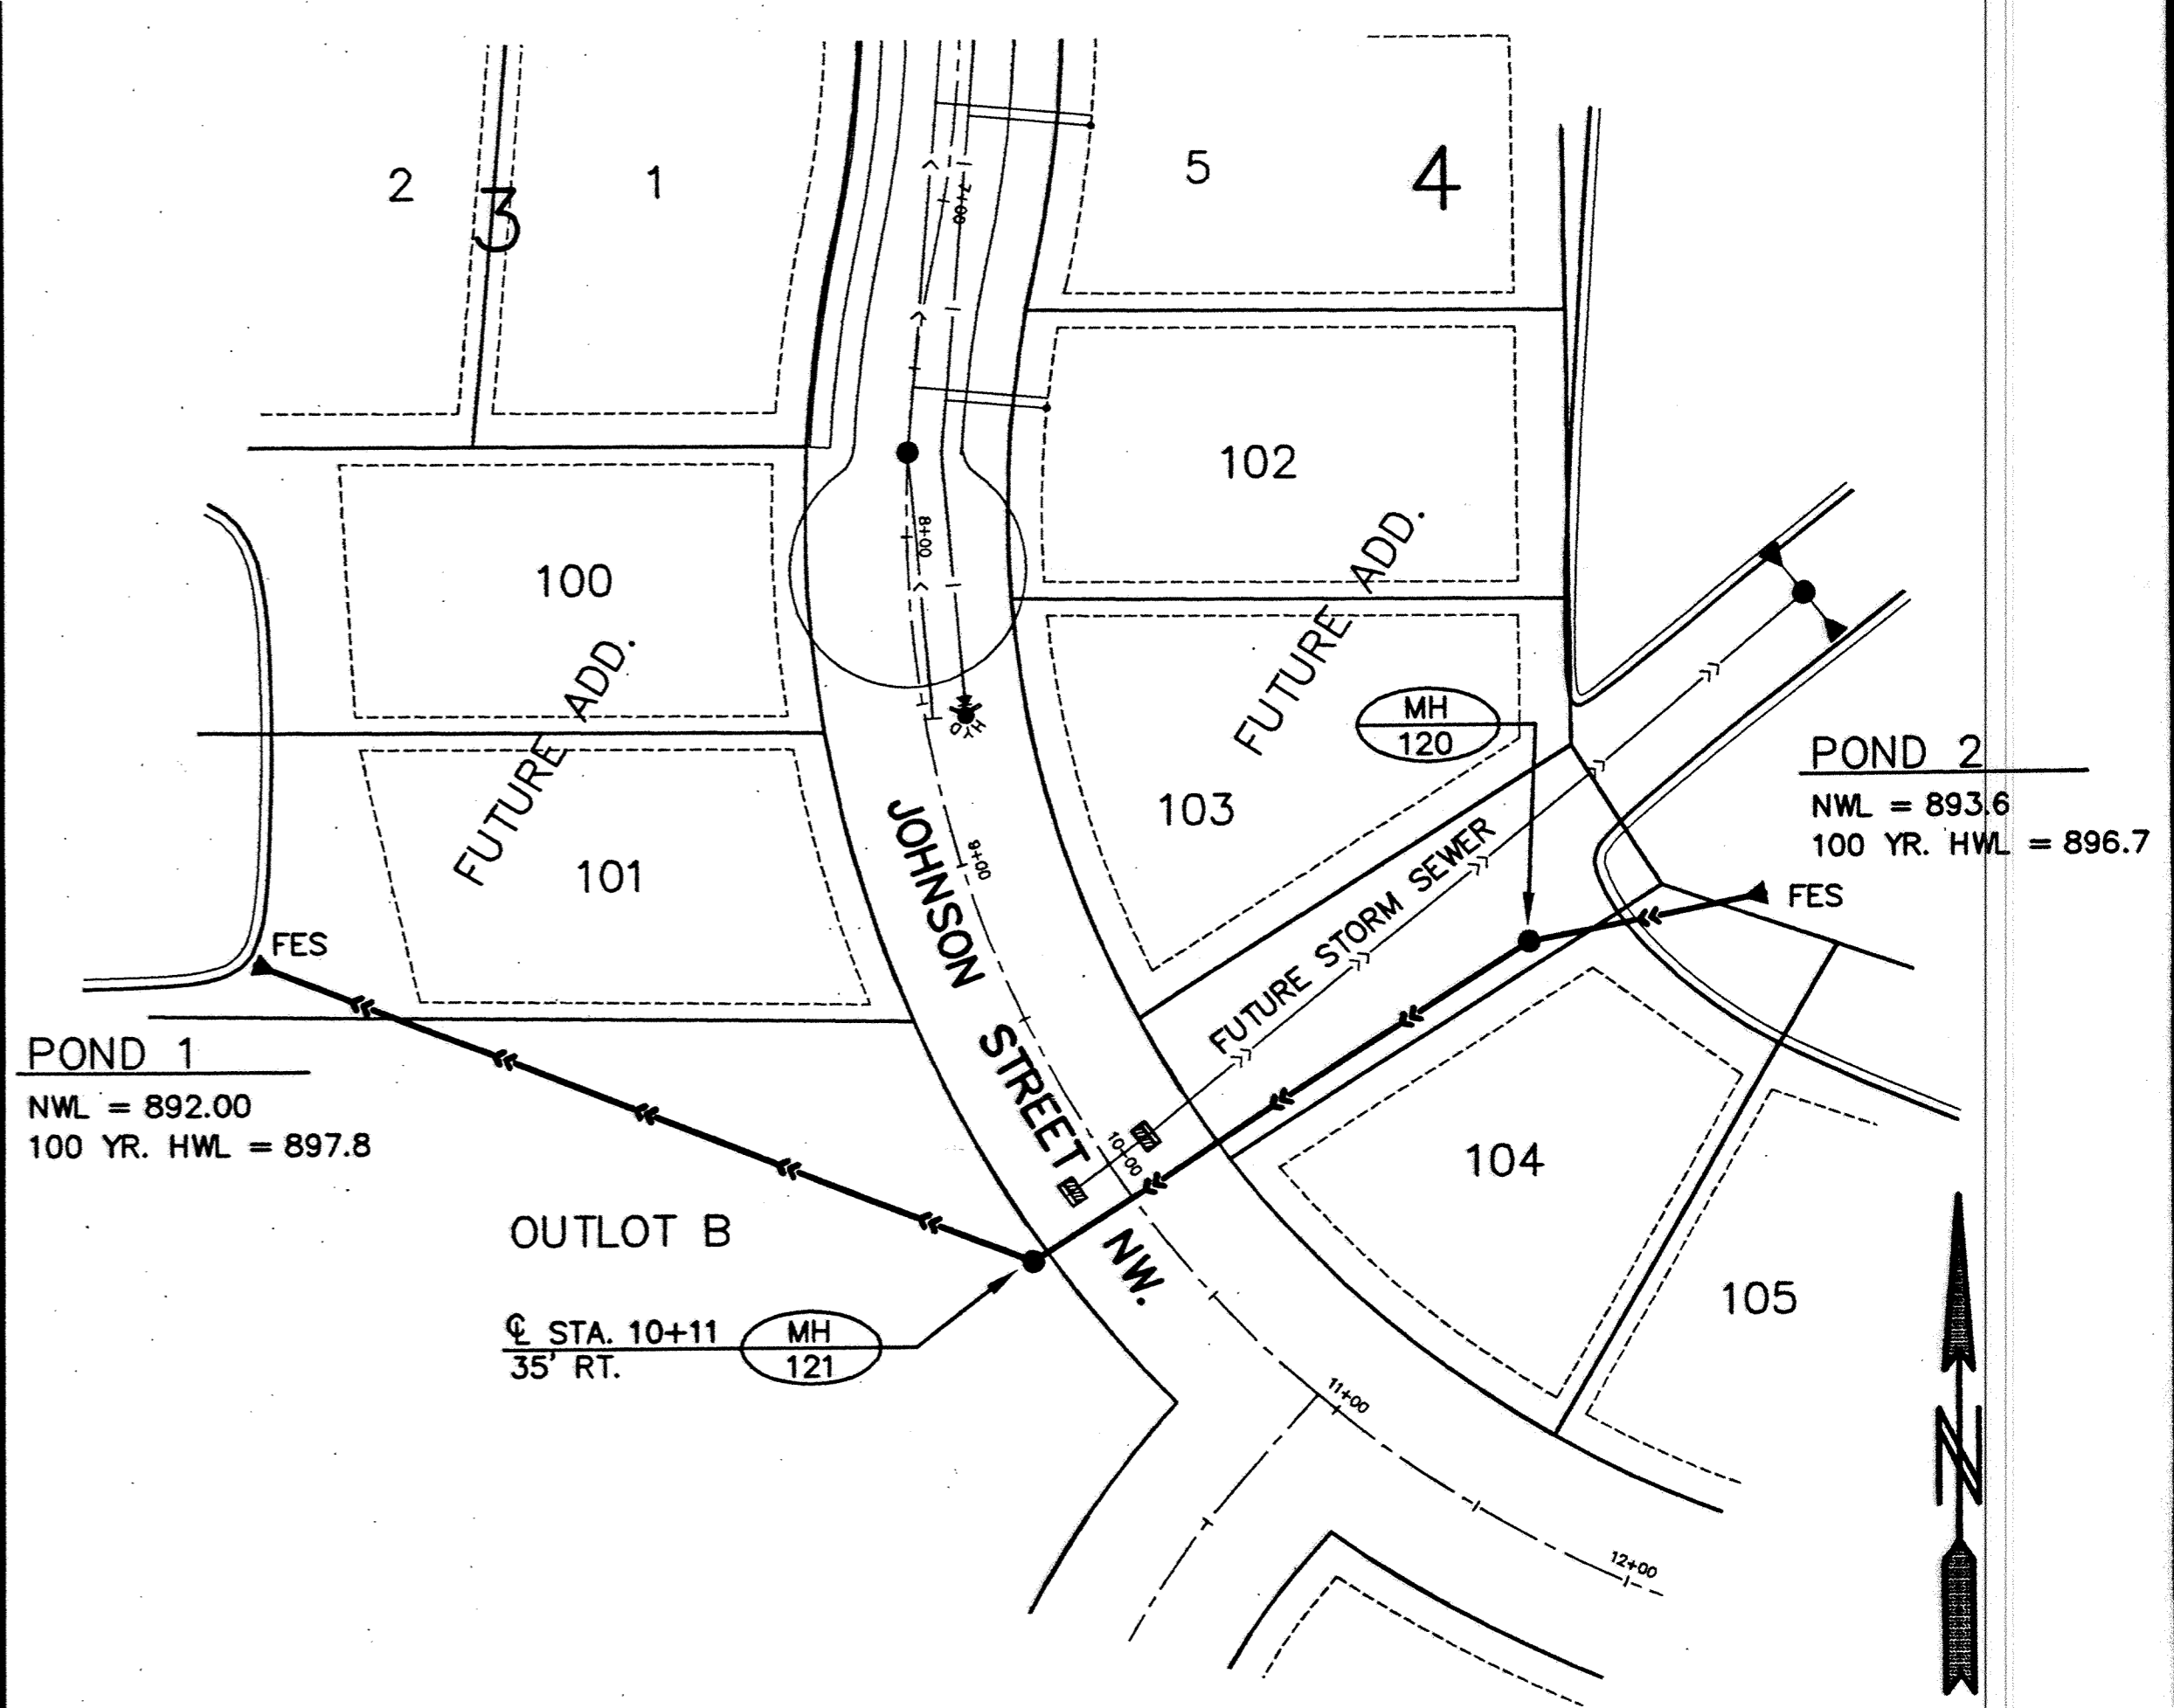 2
3
1
5
4
7+00
102
100
8+00
FUTURE ADD.
FUTURE ADD.
HYD
MH
120
103
101
9+00
JOHNSON STREET NW.
FUTURE STORM SEWER
POND 2
NWL = 893.6
100 YR. HWL = 896.7
FES
FES
POND 1
NWL = 892.00
100 YR. HWL = 897.8
10+00
104
OUTLOT B
105
℄ STA. 10+11
35' RT.
MH
121
11+00
12+00
N